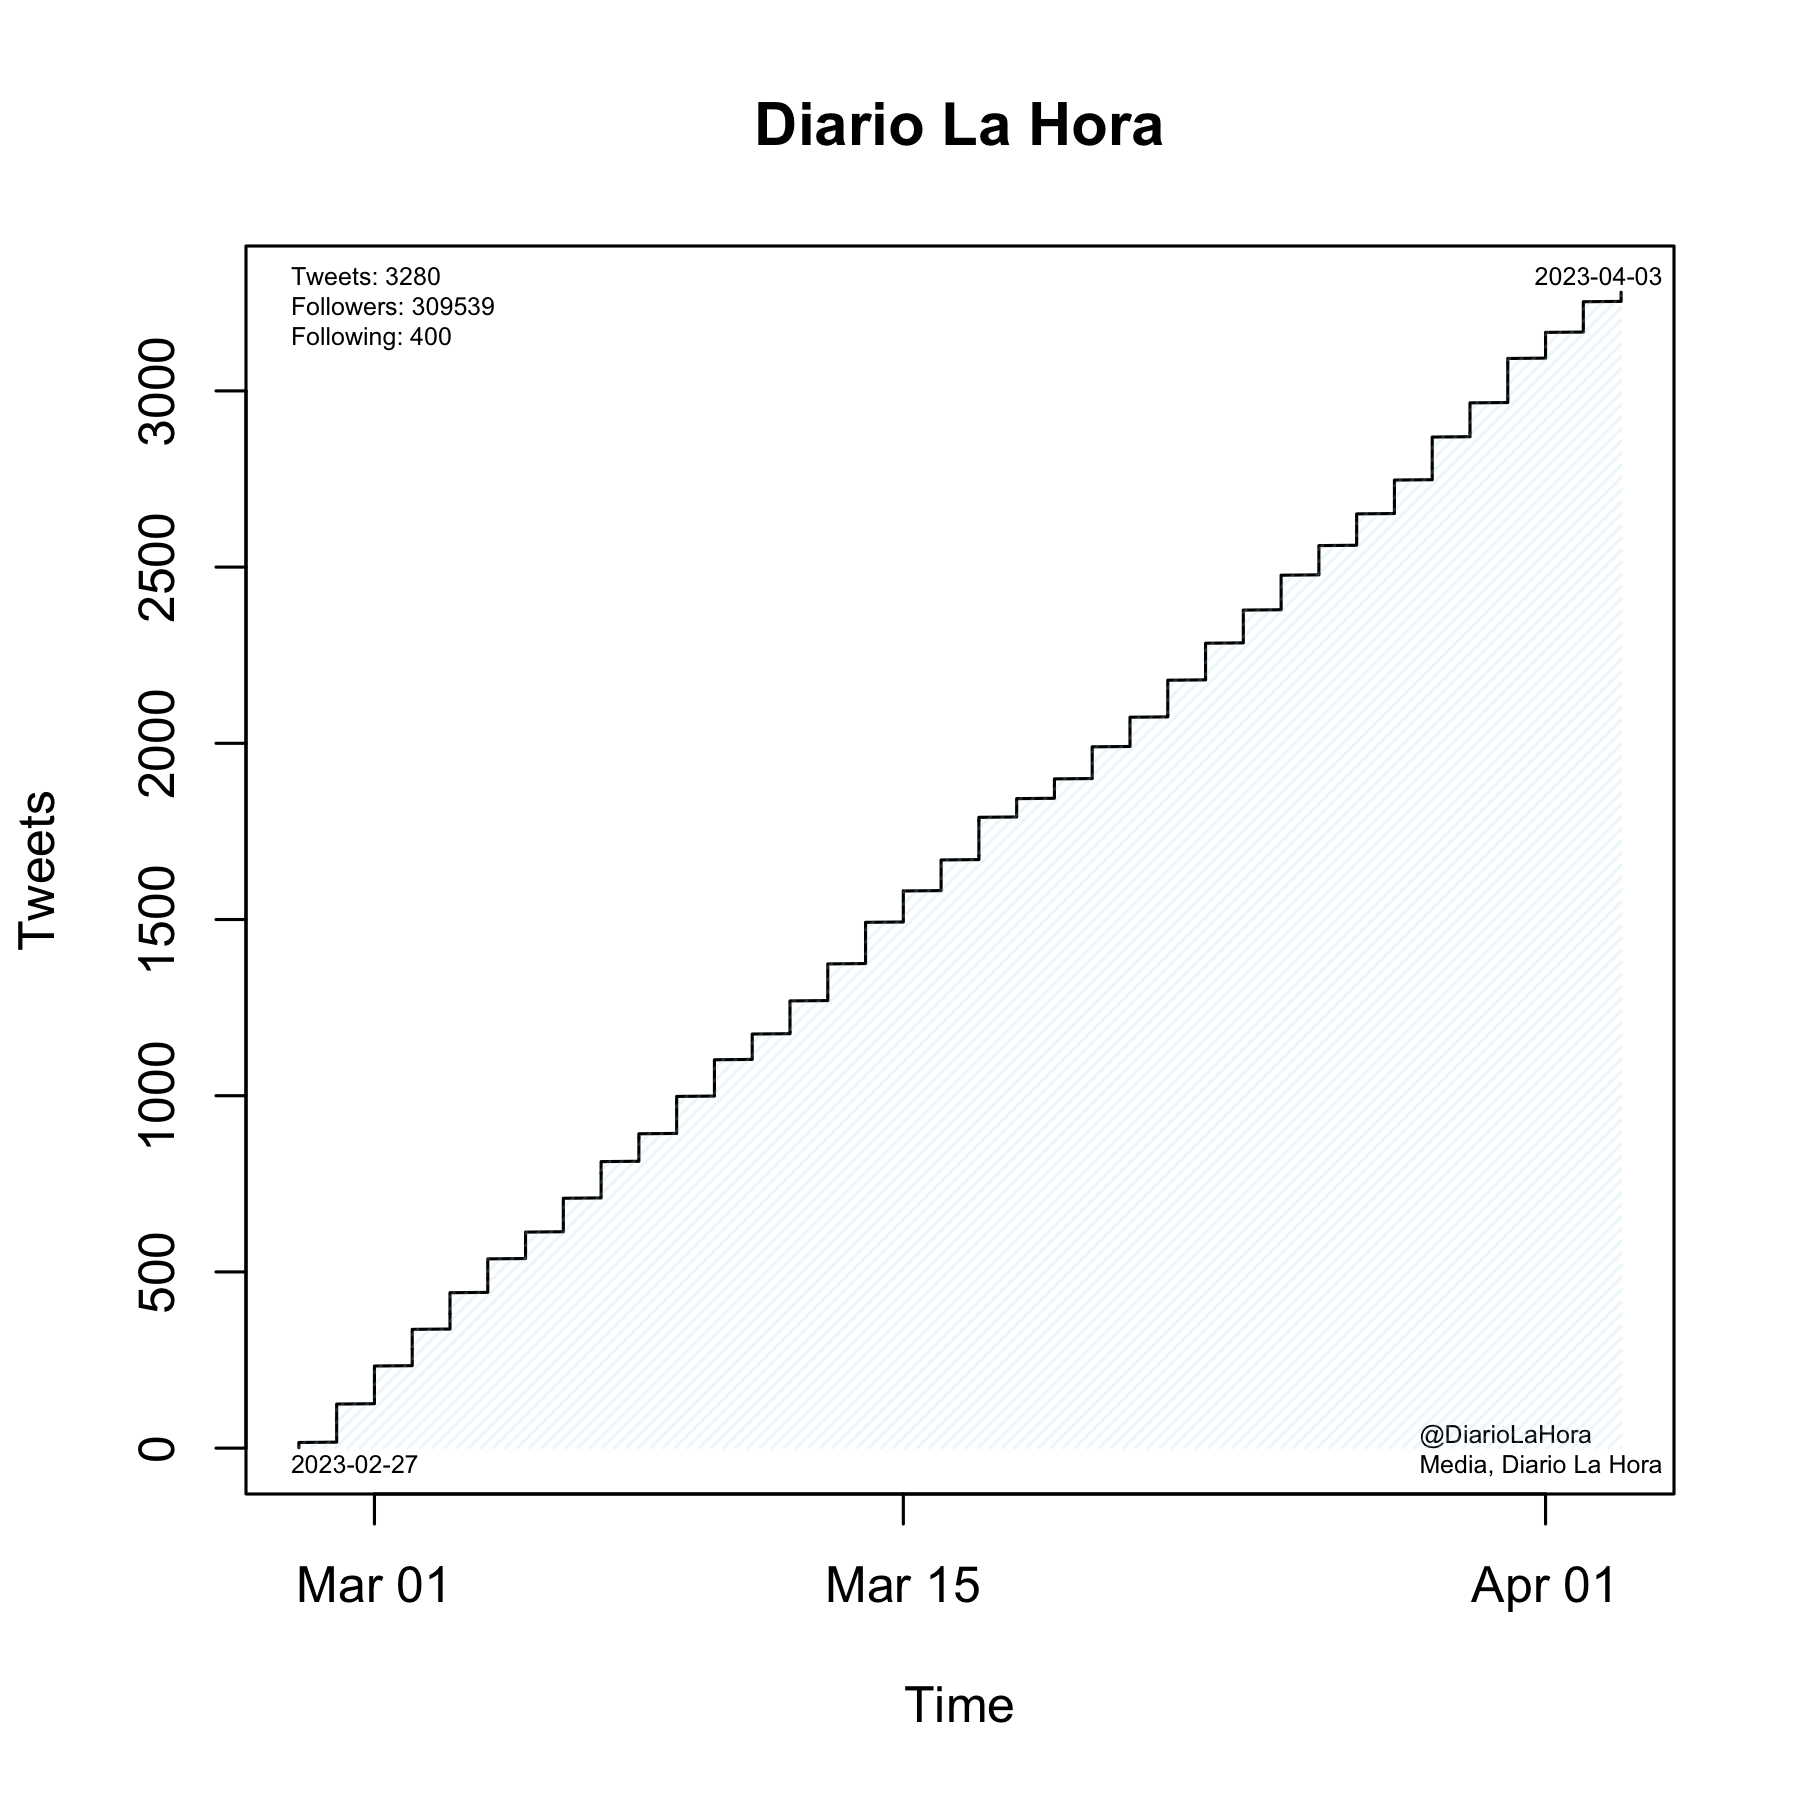 Diario La Hora
Tweets: 3280
Followers: 309539
Following: 400
2023-04-03
3000
2500
2000
1500
1000
500
0
Tweets
2023-02-27
@DiarioLaHora
Media, Diario La Hora
Mar 01
Mar 15
Apr 01
Time